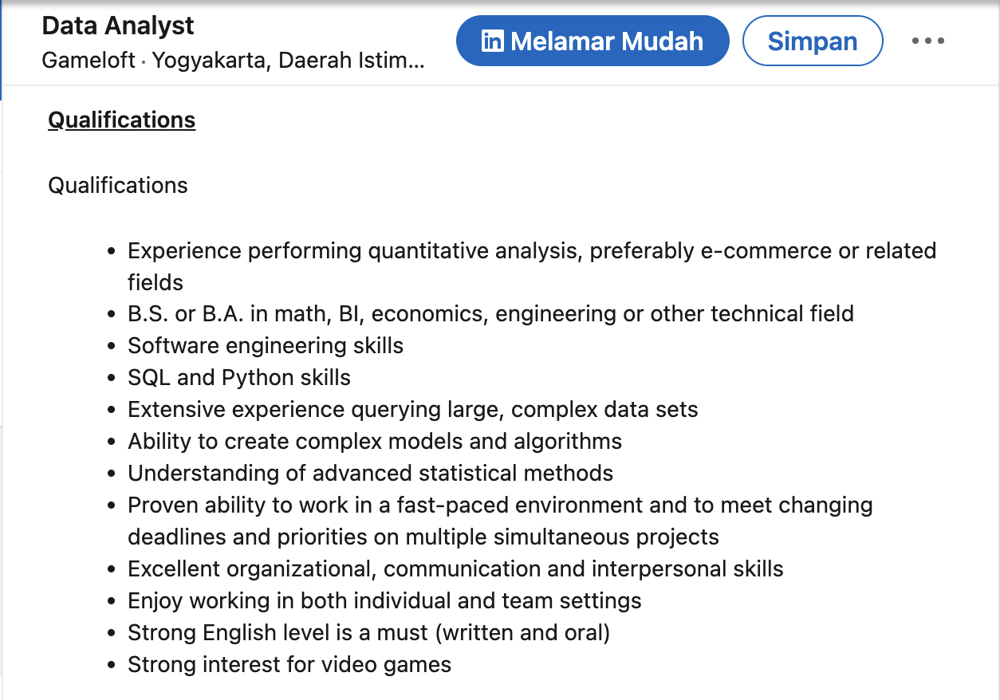 Data Analyst
Gameloft · Yogyakarta, Daerah Istim...
in Melamar Mudah
Simpan
Qualifications
Qualifications
• Experience performing quantitative analysis, preferably e-commerce or related
fields
• B.S. or B.A. in math, BI, economics, engineering or other technical field
• Software engineering skills
• SQL and Python skills
• Extensive experience querying large, complex data sets
• Ability to create complex models and algorithms
• Understanding of advanced statistical methods
• Proven ability to work in a fast-paced environment and to meet changing
deadlines and priorities on multiple simultaneous projects
• Excellent organizational, communication and interpersonal skills
• Enjoy working in both individual and team settings
• Strong English level is a must (written and oral)
• Strong interest for video games